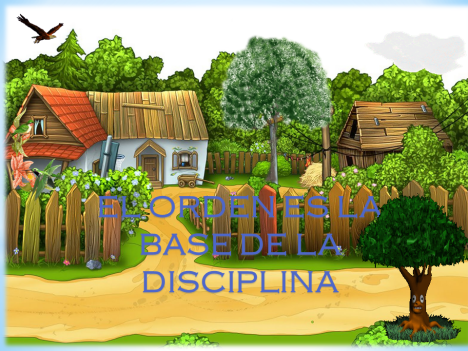 EL ORDEN ES LA
BASE DE LA
DISCIPLINA